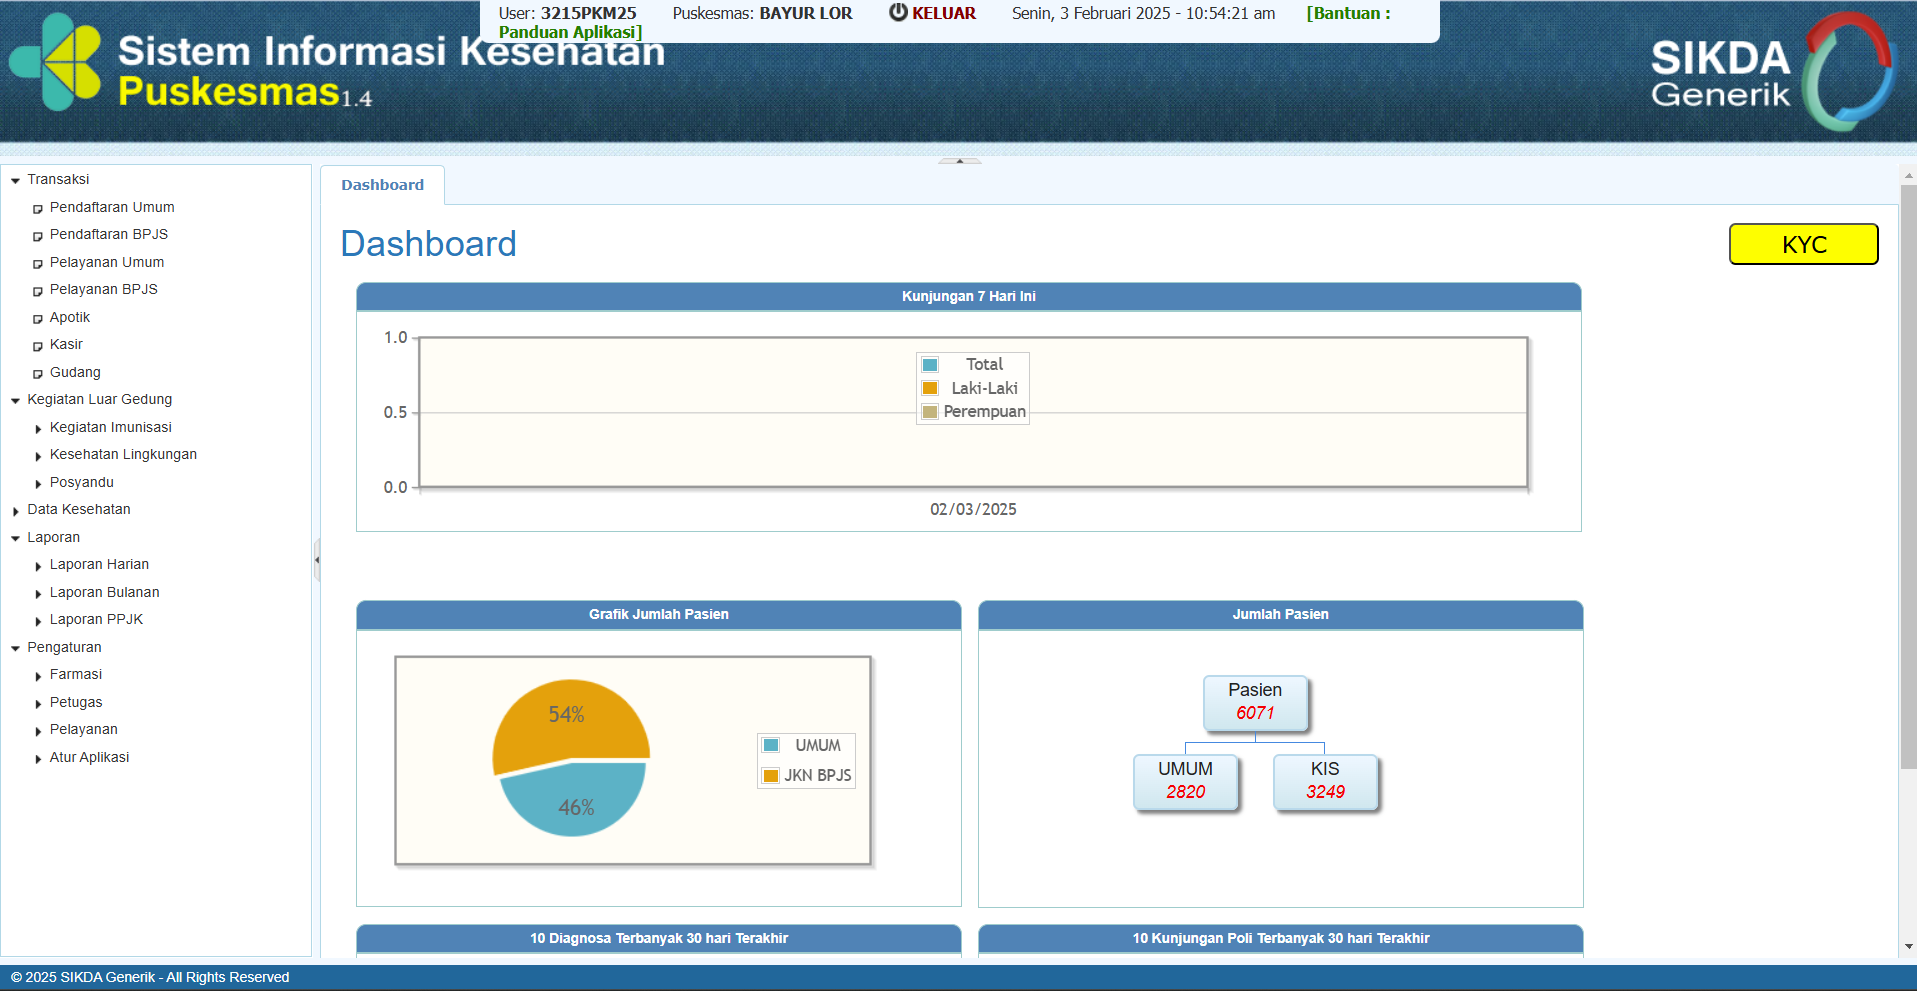 User: 3215PKM25 Puskesmas: BAYUR LOR KELUAR Senin, 3 Februari 2025 - 10:54:21 am [Bantuan :
Panduan Aplikasi]
Sistem Informasi Kesehatan
Puskesmas 1.4
SIKDA
Generik
Transaksi
Pendaftaran Umum
Pendaftaran BPJS
Pelayanan Umum
Pelayanan BPJS
Apotik
Kasir
Gudang
Kegiatan Luar Gedung
Kegiatan Imunisasi
Kesehatan Lingkungan
Posyandu
Data Kesehatan
Laporan
Laporan Harian
Laporan Bulanan
Laporan PPJK
Pengaturan
Farmasi
Petugas
Pelayanan
Atur Aplikasi
Dashboard
Dashboard
KYC
Kunjungan 7 Hari Ini
1.0
0.5
0.0
Total
Laki-Laki
Perempuan
02/03/2025
Grafik Jumlah Pasien
54%
46%
UMUM
JKN BPJS
Jumlah Pasien
Pasien
6071
UMUM
2820
KIS
3249
10 Diagnosa Terbanyak 30 hari Terakhir
10 Kunjungan Poli Terbanyak 30 hari Terakhir
© 2025 SIKDA Generik - All Rights Reserved